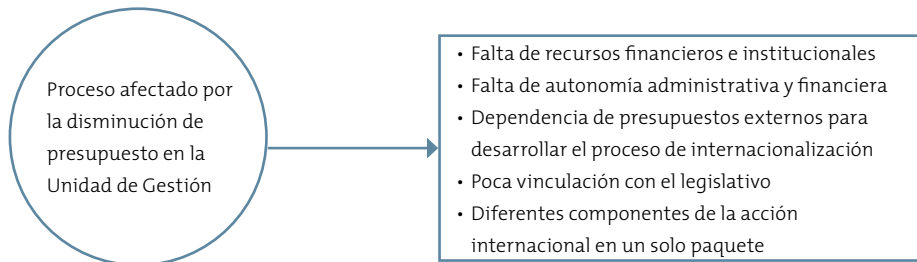 Proceso afectado por
la disminución de
presupuesto en la
Unidad de Gestión
• Falta de recursos financieros e institucionales
• Falta de autonomía administrativa y financiera
• Dependencia de presupuestos externos para
desarrollar el proceso de internacionalización
• Poca vinculación con el legislativo
• Diferentes componentes de la acción
internacional en un solo paquete